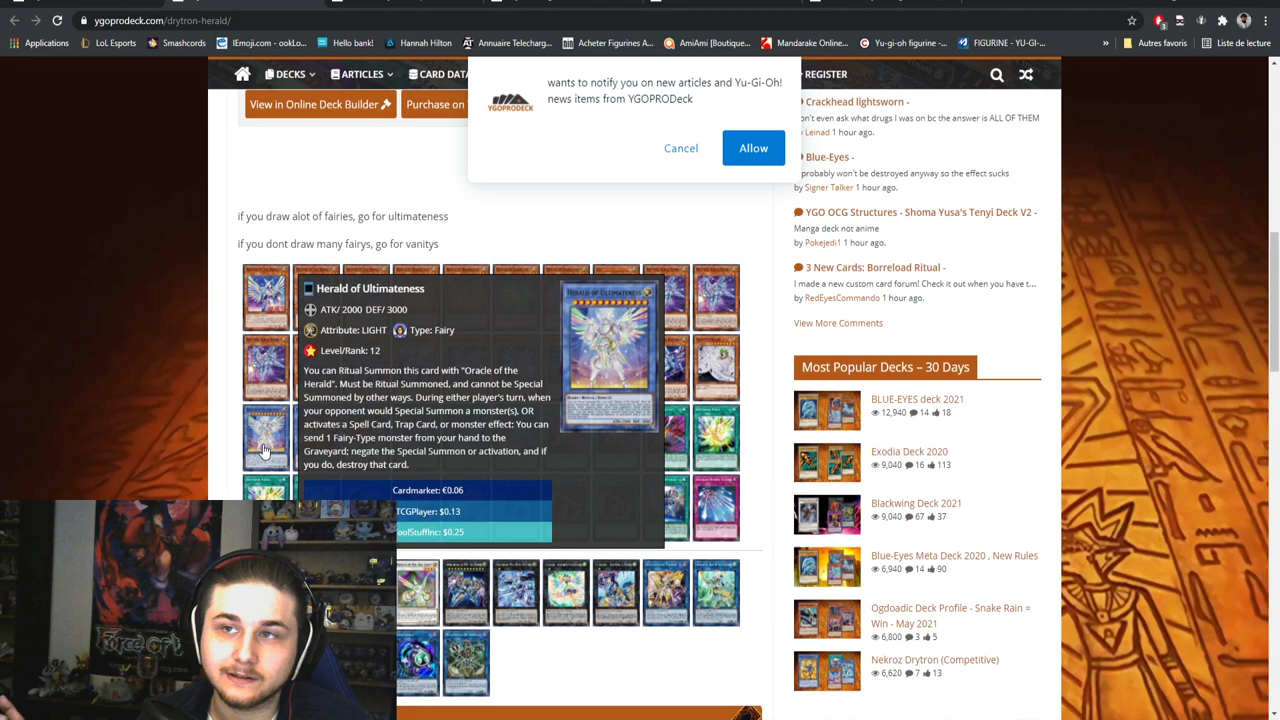 ygoprodeck.com/drytron-herald/
Applications
LoL Esports
Smashcords
IEmoji.com - ookLo...
Hello bank!
Hannah Hilton
Annuaire Telecharg...
Acheter Figurines A...
AmiAmi [Boutique...
Mandarake Online...
Yu-gi-oh figurine -...
FIGURINE - YU-GI-...
»
Autres favoris
Liste de lecture
DECKS
ARTICLES
CARD DATA
REGISTER
wants to notify you on new articles and Yu-Gi-Oh!
news items from YGOPRODeck
YGOPRODECK
Cancel
Allow
View in Online Deck Builder
Purchase on
if you draw alot of fairies, go for ultimateness
if you dont draw many fairys, go for vanitys
Herald of Ultimateness
ATK/ 2000 DEF/ 3000
Attribute: LIGHT
Type: Fairy
Level/Rank: 12
You can Ritual Summon this card with "Oracle of the
Herald". Must be Ritual Summoned, and cannot be Special
Summoned by other ways. During either player's turn, when
your opponent would Special Summon a monster(s), OR
activates a Spell Card, Trap Card, or monster effect: You can
send 1 Fairy-Type monster from your hand to the
Graveyard; negate the Special Summon or activation, and if
you do, destroy that card.
Cardmarket: €0.06
TCGPlayer: $0.13
CoolStuffInc: $0.25
HERALD OF ULTIMATENESS
Crackhead lightsworn -
on't even ask what drugs I was on bc the answer is ALL OF THEM
by Leinad 1 hour ago.
Blue-Eyes -
probably won't be destroyed anyway so the effect sucks
by Signer Talker 1 hour ago.
YGO OCG Structures - Shoma Yusa's Tenyi Deck V2 -
Manga deck not anime
by Pokejedi1 1 hour ago.
3 New Cards: Borreload Ritual -
I made a new custom card forum! Check it out when you have t...
by RedEyesCommando 1 hour ago.
View More Comments
Most Popular Decks – 30 Days
BLUE-EYES deck 2021
12,940 14 18
Exodia Deck 2020
9,040 16 113
Blackwing Deck 2021
9,040 67 37
Blue-Eyes Meta Deck 2020 , New Rules
6,940 14 90
Ogdoadic Deck Profile - Snake Rain =
Win - May 2021
6,800 3 5
Nekroz Drytron (Competitive)
6,620 7 13